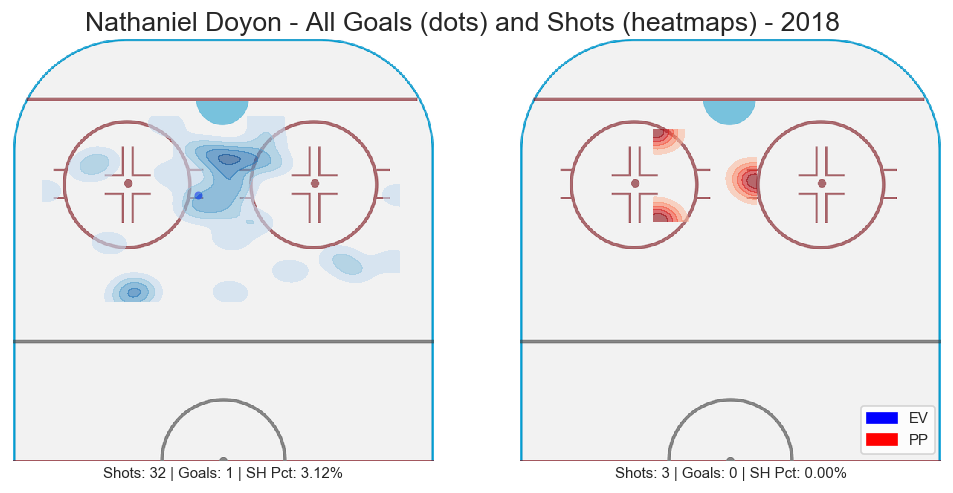 Nathaniel Doyon - All Goals (dots) and Shots (heatmaps) - 2018
EV
PP
Shots: 32 | Goals: 1 | SH Pct: 3.12%
Shots: 3 | Goals: 0 | SH Pct: 0.00%